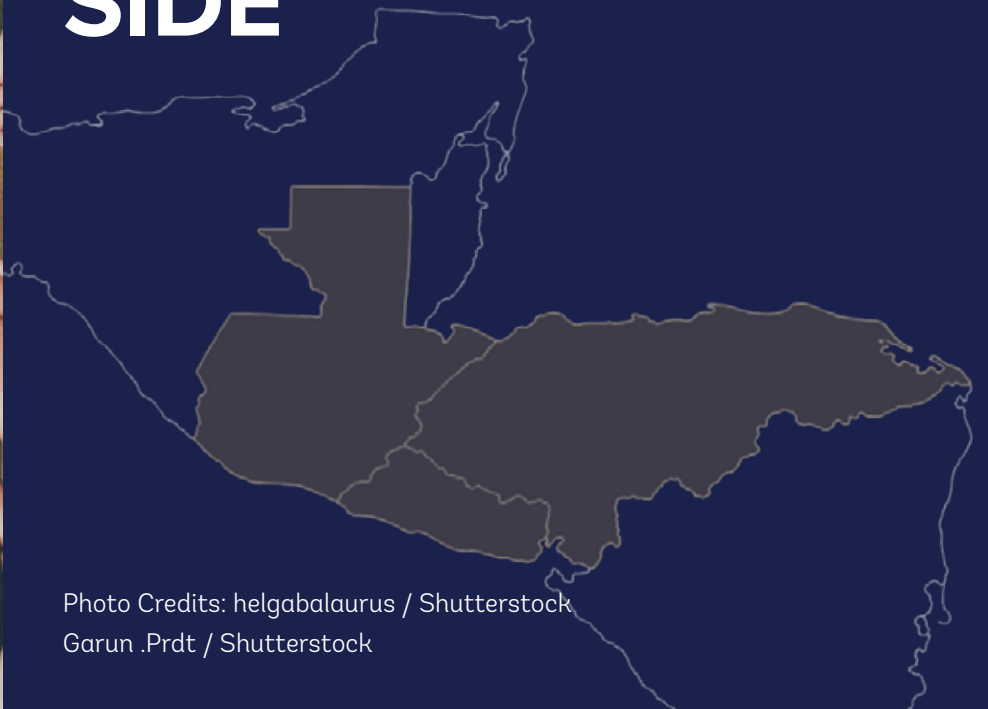 SIDE
Photo Credits: helgabalaurus / Shutterstock
Garun .Prdt / Shutterstock